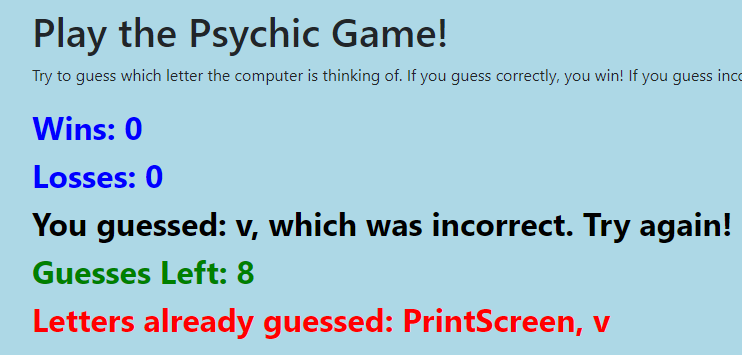 Play the Psychic Game!
Try to guess which letter the computer is thinking of. If you guess correctly, you win! If you guess
Wins: 0
Losses: 0
You guessed: v, which was incorrect. Try again!
Guesses Left: 8
Letters already guessed: PrintScreen, v